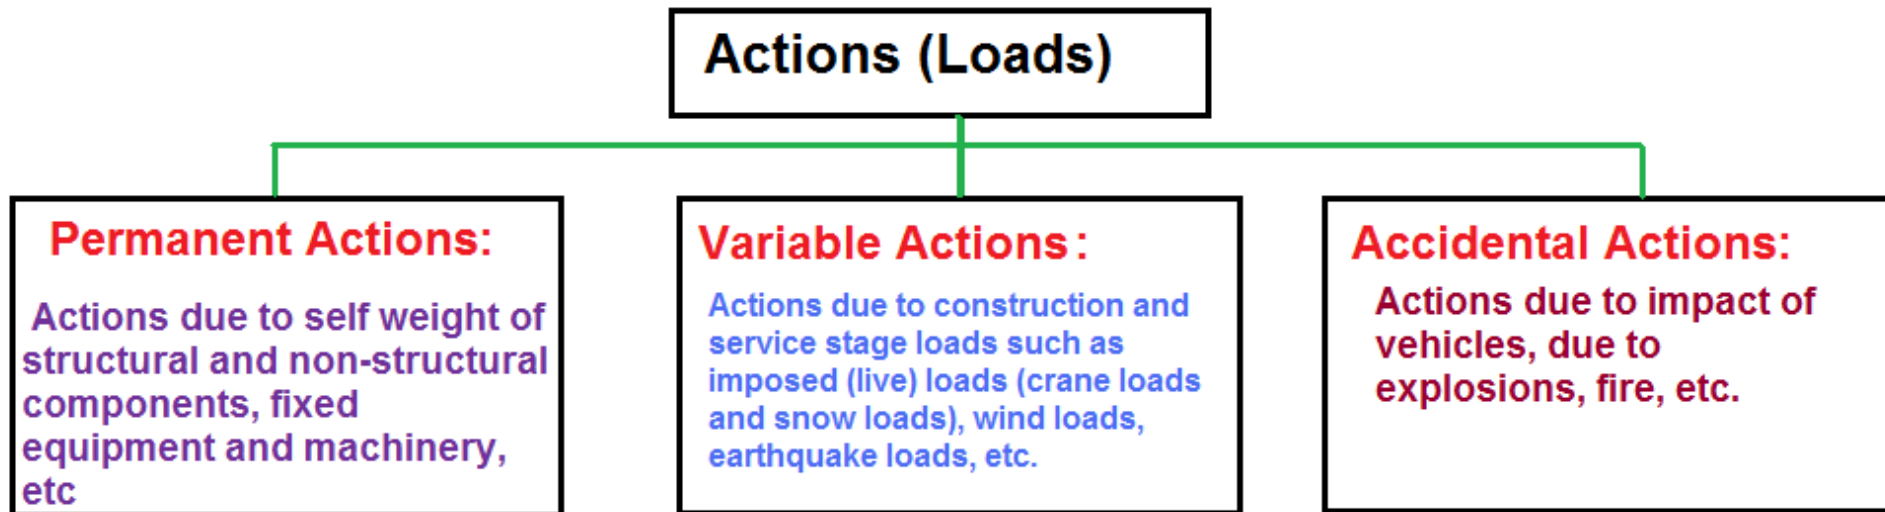 Actions (Loads)
Permanent Actions:
Actions due to self weight of
structural and non-structural
components, fixed
equipment and machinery,
etc
Variable Actions :
Actions due to construction and
service stage loads such as
imposed (live) loads (crane loads
and snow loads), wind loads,
earthquake loads, etc.
Accidental Actions:
Actions due to impact of
vehicles, due to
explosions, fire, etc.